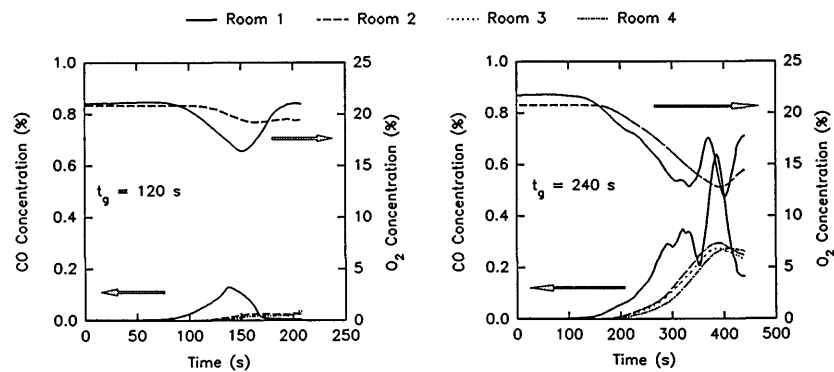 Room 1 Room 2 Room 3 Room 4
CO Concentration (%)
1.0
0.8
0.6
0.4
0.2
0.0
t_g = 120 s
25
20
15
10
5
0
O₂ Concentration (%)
0 50 100 150 200 250
Time (s)
CO Concentration (%)
1.0
0.8
0.6
0.4
0.2
0.0
t_g = 240 s
25
20
15
10
5
0
O₂ Concentration (%)
0 100 200 300 400 500
Time (s)